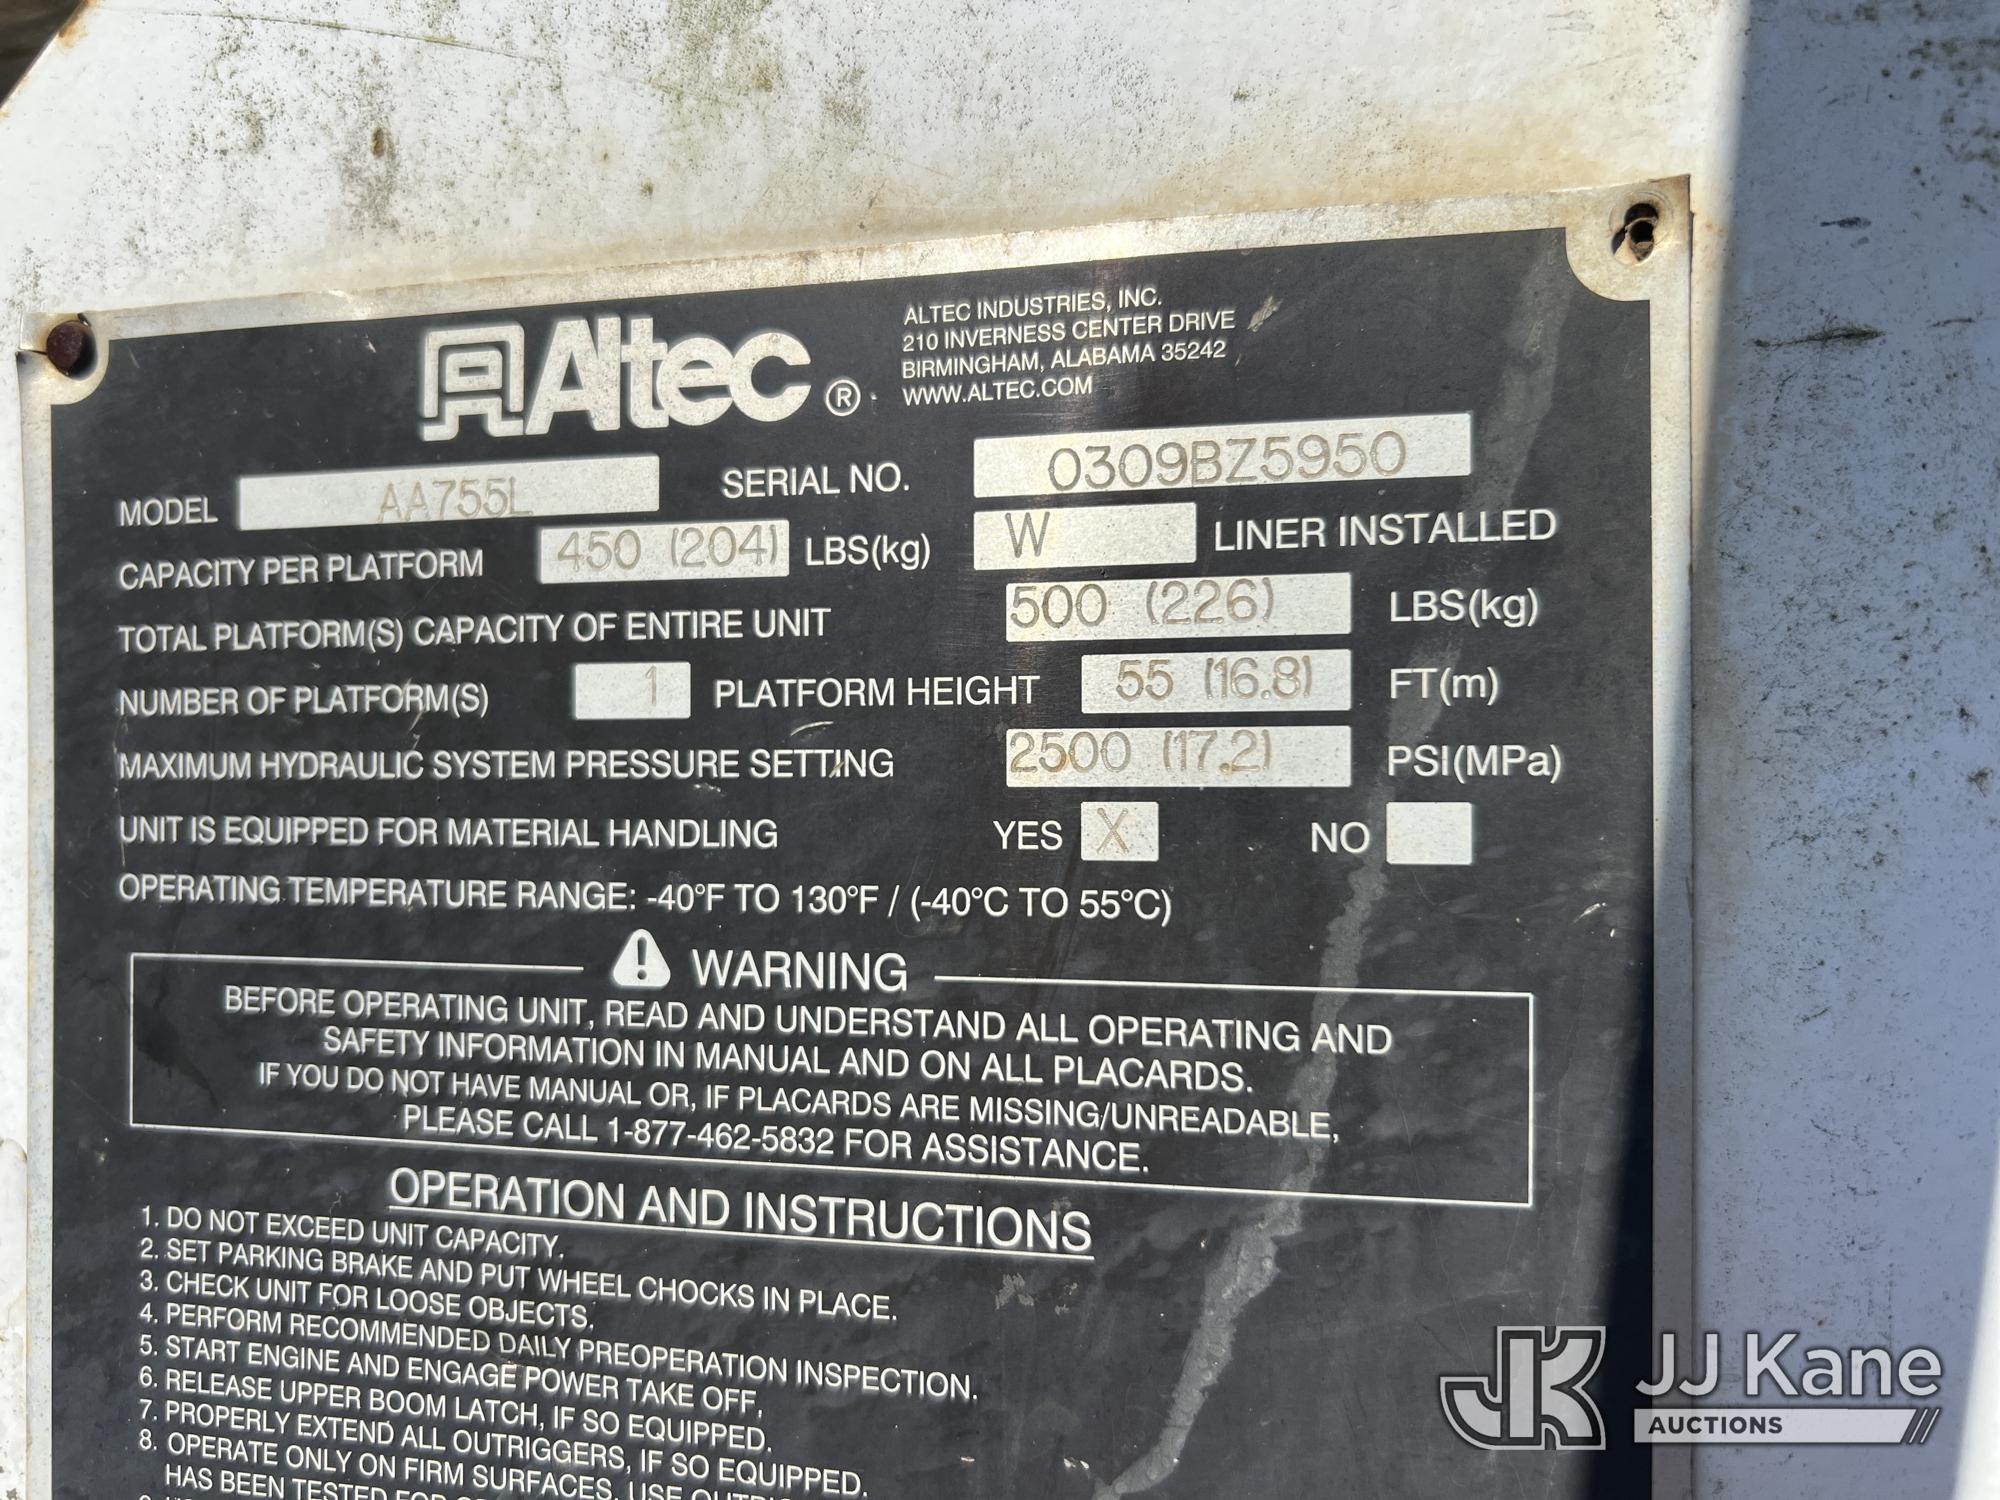 Altec ®
ALTEC INDUSTRIES, INC.
210 INVERNESS CENTER DRIVE
BIRMINGHAM, ALABAMA 35242
WWW.ALTEC.COM
MODEL AA755L SERIAL NO. 0309BZ5950
CAPACITY PER PLATFORM 450 (204) LBS(kg) W LINER INSTALLED
TOTAL PLATFORM(S) CAPACITY OF ENTIRE UNIT 500 (226) LBS(kg)
NUMBER OF PLATFORM(S) 1 PLATFORM HEIGHT 55 (16.8) FT(m)
MAXIMUM HYDRAULIC SYSTEM PRESSURE SETTING 2500 (17.2) PSI(MPa)
UNIT IS EQUIPPED FOR MATERIAL HANDLING YES X NO
OPERATING TEMPERATURE RANGE: -40°F TO 130°F / (-40°C TO 55°C)
WARNING
BEFORE OPERATING UNIT, READ AND UNDERSTAND ALL OPERATING AND
SAFETY INFORMATION IN MANUAL AND ON ALL PLACARDS.
IF YOU DO NOT HAVE MANUAL OR, IF PLACARDS ARE MISSING/UNREADABLE,
PLEASE CALL 1-877-462-5832 FOR ASSISTANCE.
OPERATION AND INSTRUCTIONS
1. DO NOT EXCEED UNIT CAPACITY.
2. SET PARKING BRAKE AND PUT WHEEL CHOCKS IN PLACE.
3. CHECK UNIT FOR LOOSE OBJECTS.
4. PERFORM RECOMMENDED DAILY PREOPERATION INSPECTION.
5. START ENGINE AND ENGAGE POWER TAKE OFF.
6. RELEASE UPPER BOOM LATCH, IF SO EQUIPPED.
7. PROPERLY EXTEND ALL OUTRIGGERS, IF SO EQUIPPED.
8. OPERATE ONLY ON FIRM SURFACES. USE
HAS BEEN TESTED FOR
JK JJ Kane
AUCTIONS